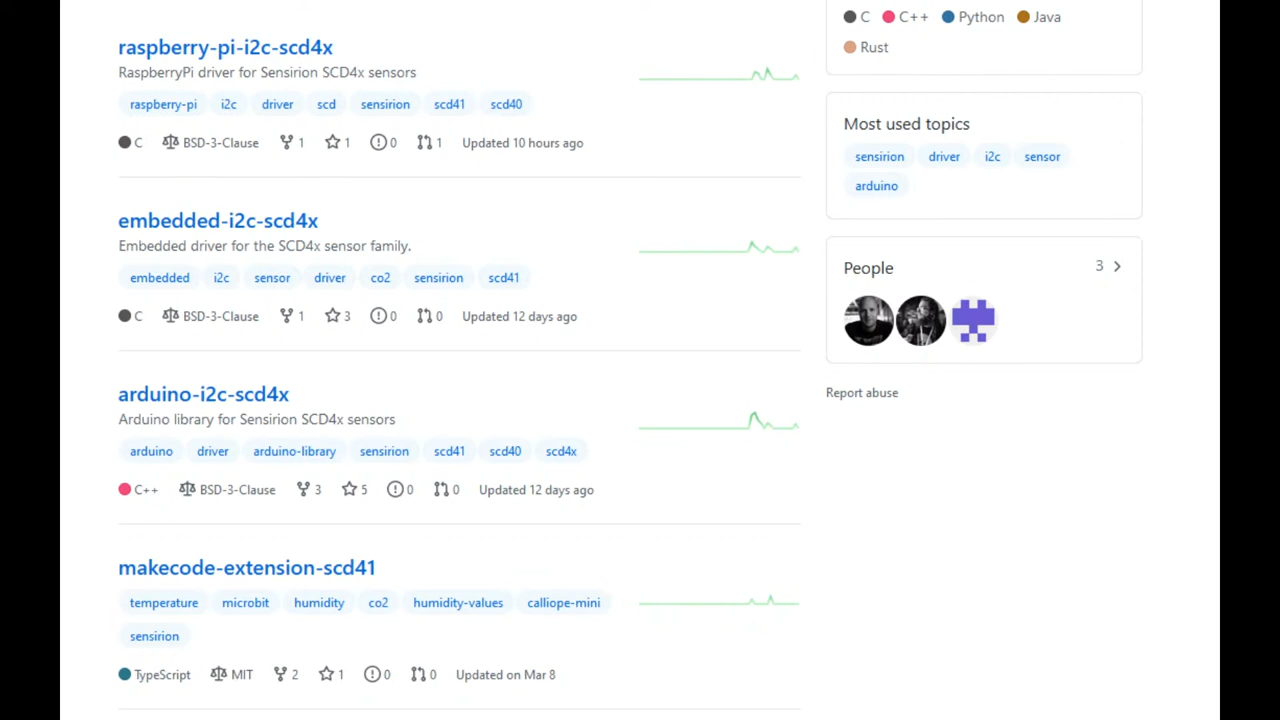 raspberry-pi-i2c-scd4x
RaspberryPi driver for Sensirion SCD4x sensors
raspberry-pi i2c driver scd sensirion scd41 scd40
C BSD-3-Clause 1 1 0 1 Updated 10 hours ago
embedded-i2c-scd4x
Embedded driver for the SCD4x sensor family.
embedded i2c sensor driver co2 sensirion scd41
C BSD-3-Clause 1 3 0 0 Updated 12 days ago
arduino-i2c-scd4x
Arduino library for Sensirion SCD4x sensors
arduino driver arduino-library sensirion scd41 scd40 scd4x
C++ BSD-3-Clause 3 5 0 0 Updated 12 days ago
makecode-extension-scd41
temperature microbit humidity co2 humidity-values calliope-mini
sensirion
TypeScript MIT 2 1 0 0 Updated on Mar 8
C C++ Python Java
Rust
Most used topics
sensirion driver i2c sensor
arduino
People 3
Report abuse